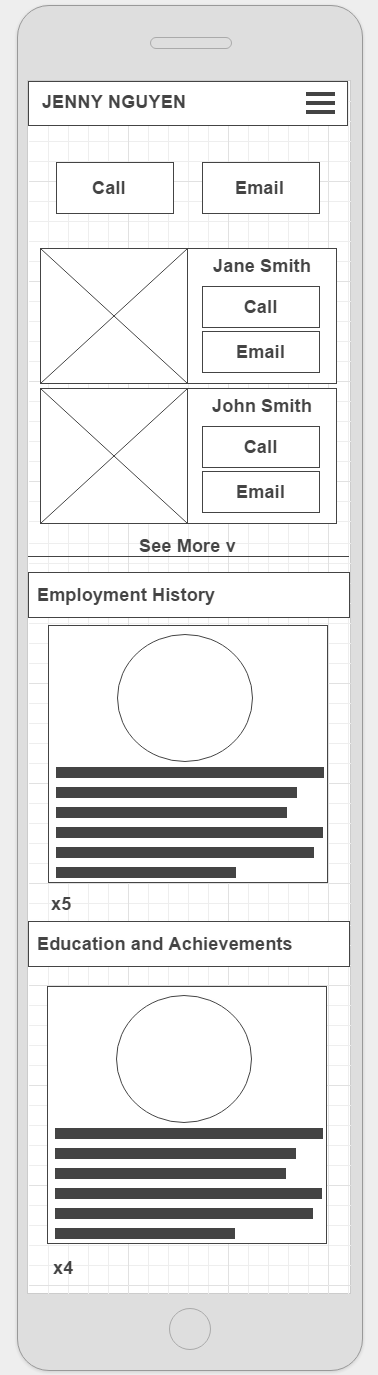 JENNY NGUYEN
Call
Email
Jane Smith
Call
Email
John Smith
Call
Email
See More v
Employment History
x5
Education and Achievements
x4